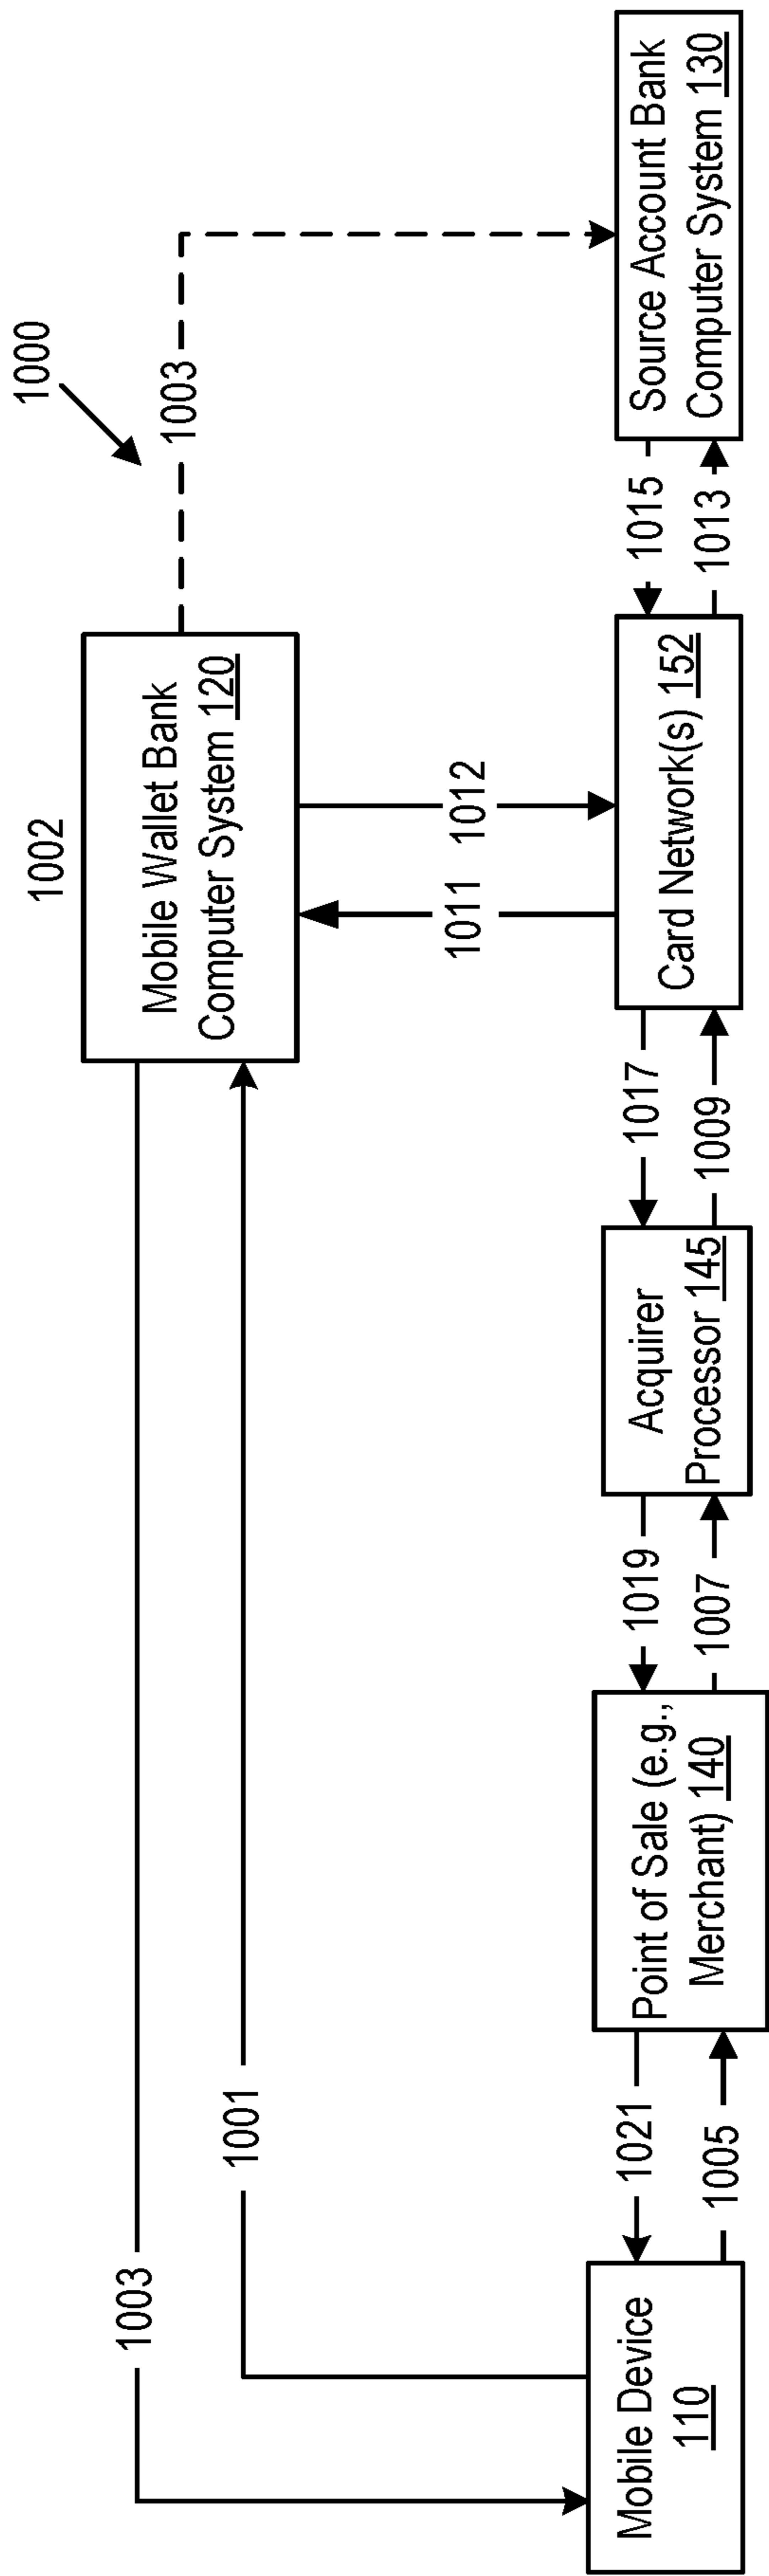 1000
1002
Mobile Wallet Bank
Computer System 120
1003
1003
1001
1011
1012
Mobile Device
110
1021
1005
Point of Sale (e.g.,
Merchant) 140
1019
1007
Acquirer
Processor 145
1017
1009
Card Network(s) 152
1015
1013
Source Account Bank
Computer System 130